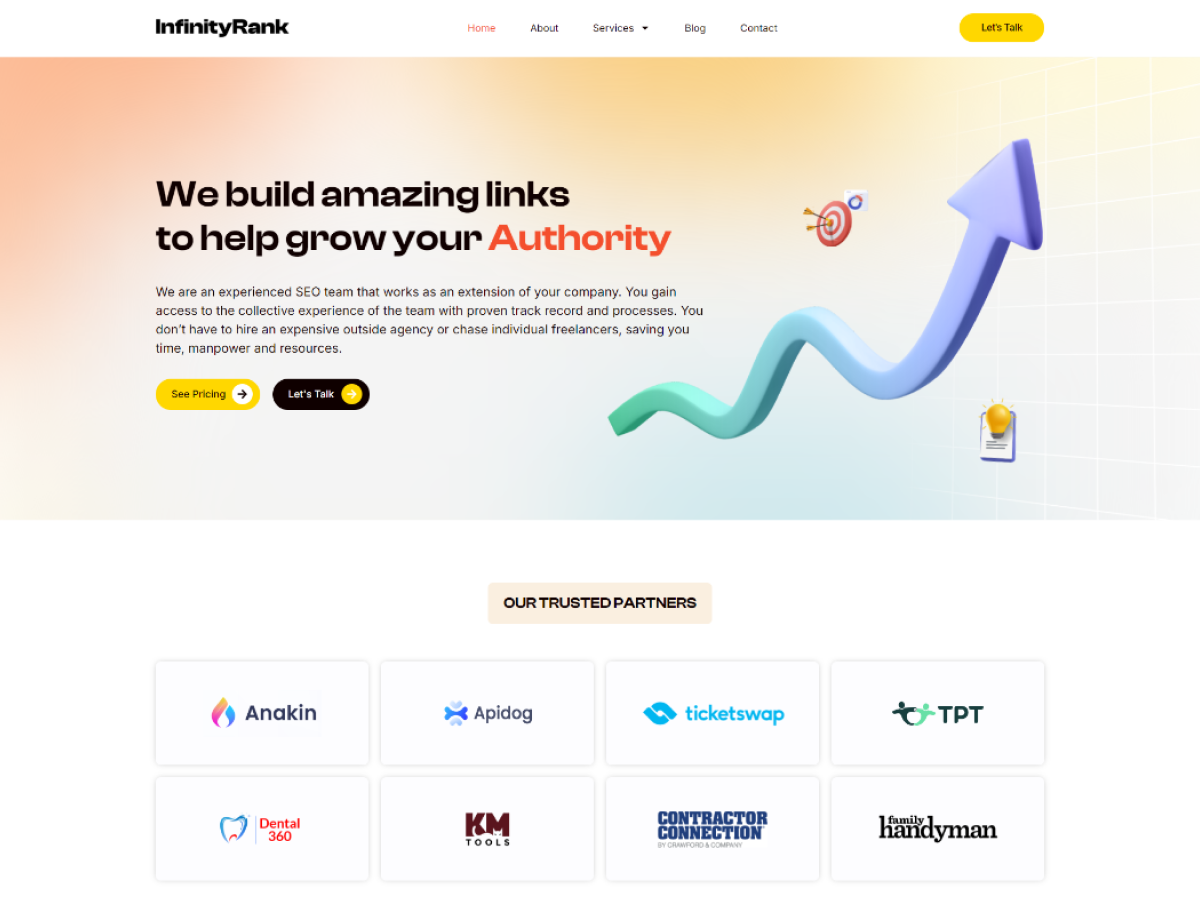 InfinityRank
Home
About
Services
Blog
Contact
Let's Talk
We build amazing links
to help grow your Authority
We are an experienced SEO team that works as an extension of your company. You gain
access to the collective experience of the team with proven track record and processes. You
don’t have to hire an expensive outside agency or chase individual freelancers, saving you
time, manpower and resources.
See Pricing
Let's Talk
OUR TRUSTED PARTNERS
Anakin
Apidog
ticketswap
TPT
Dental
360
KM
TOOLS
CONTRACTOR
CONNECTION
BY CRAWFORD & COMPANY
family
handyman